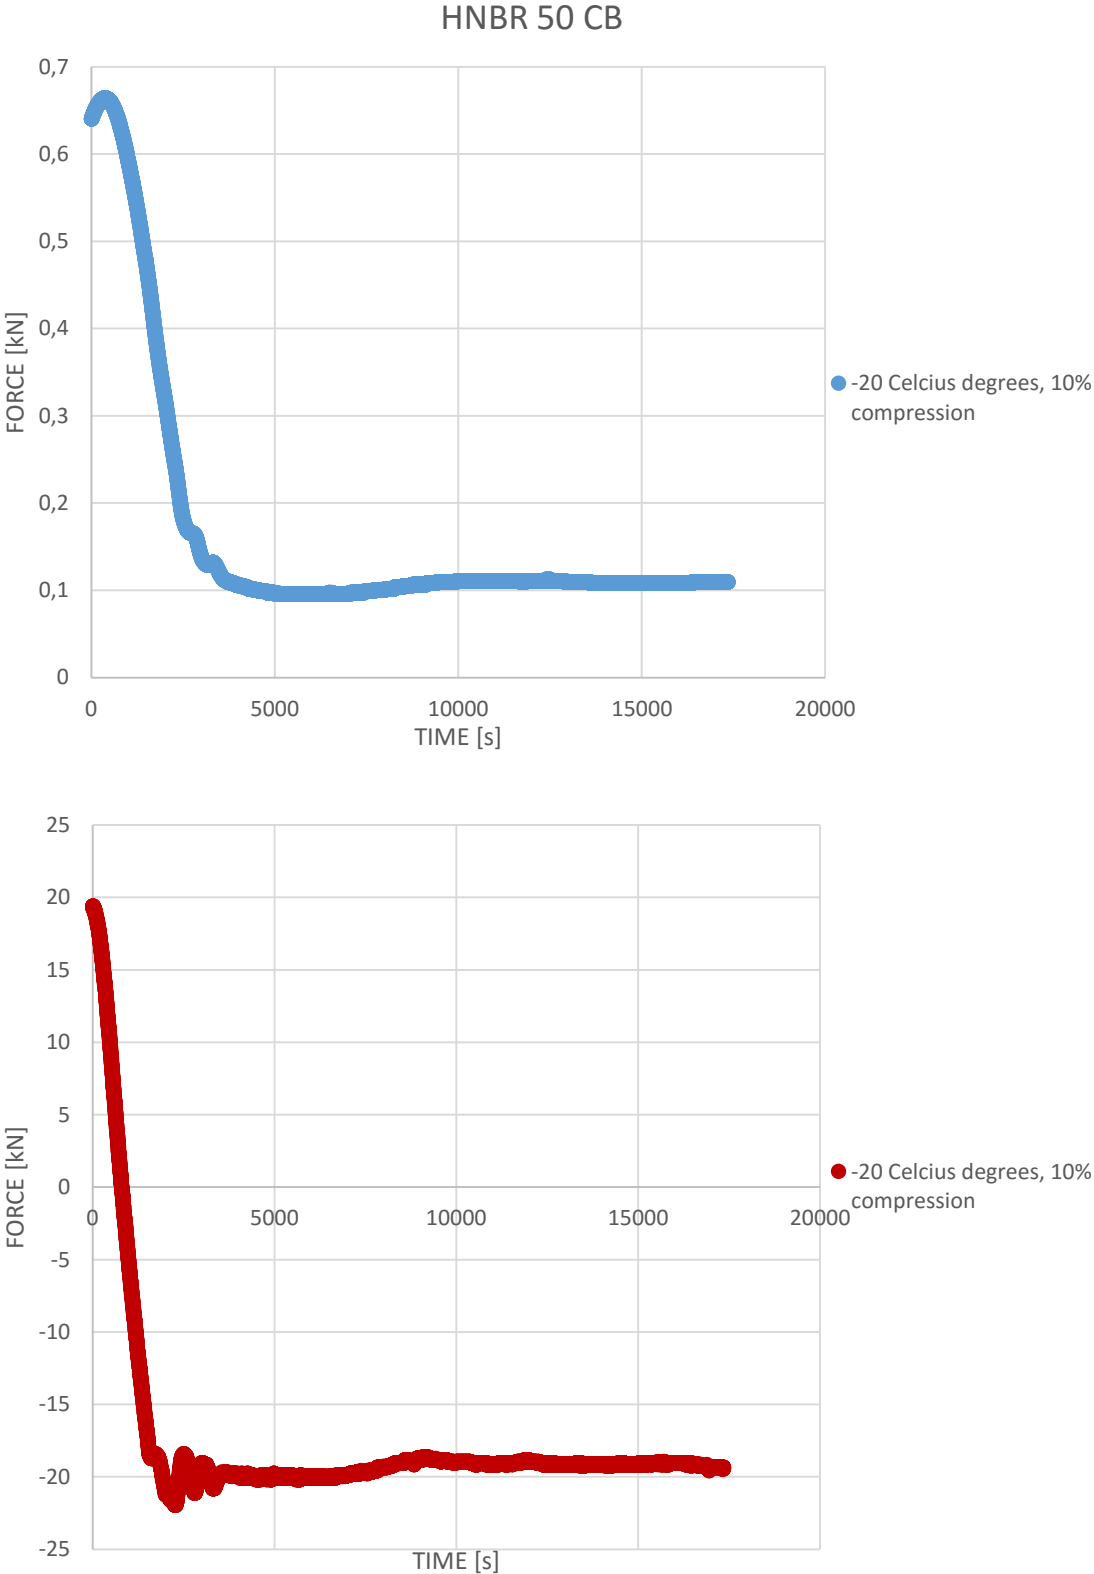 HNBR 50 CB
0,7
0,6
0,5
0,4
0,3
0,2
0,1
0
FORCE [kN]
0 5000 10000 15000 20000
TIME [s]
-20 Celcius degrees, 10%
compression
25
20
15
10
5
0
-5
-10
-15
-20
-25
FORCE [kN]
0 5000 10000 15000 20000
TIME [s]
-20 Celcius degrees, 10%
compression